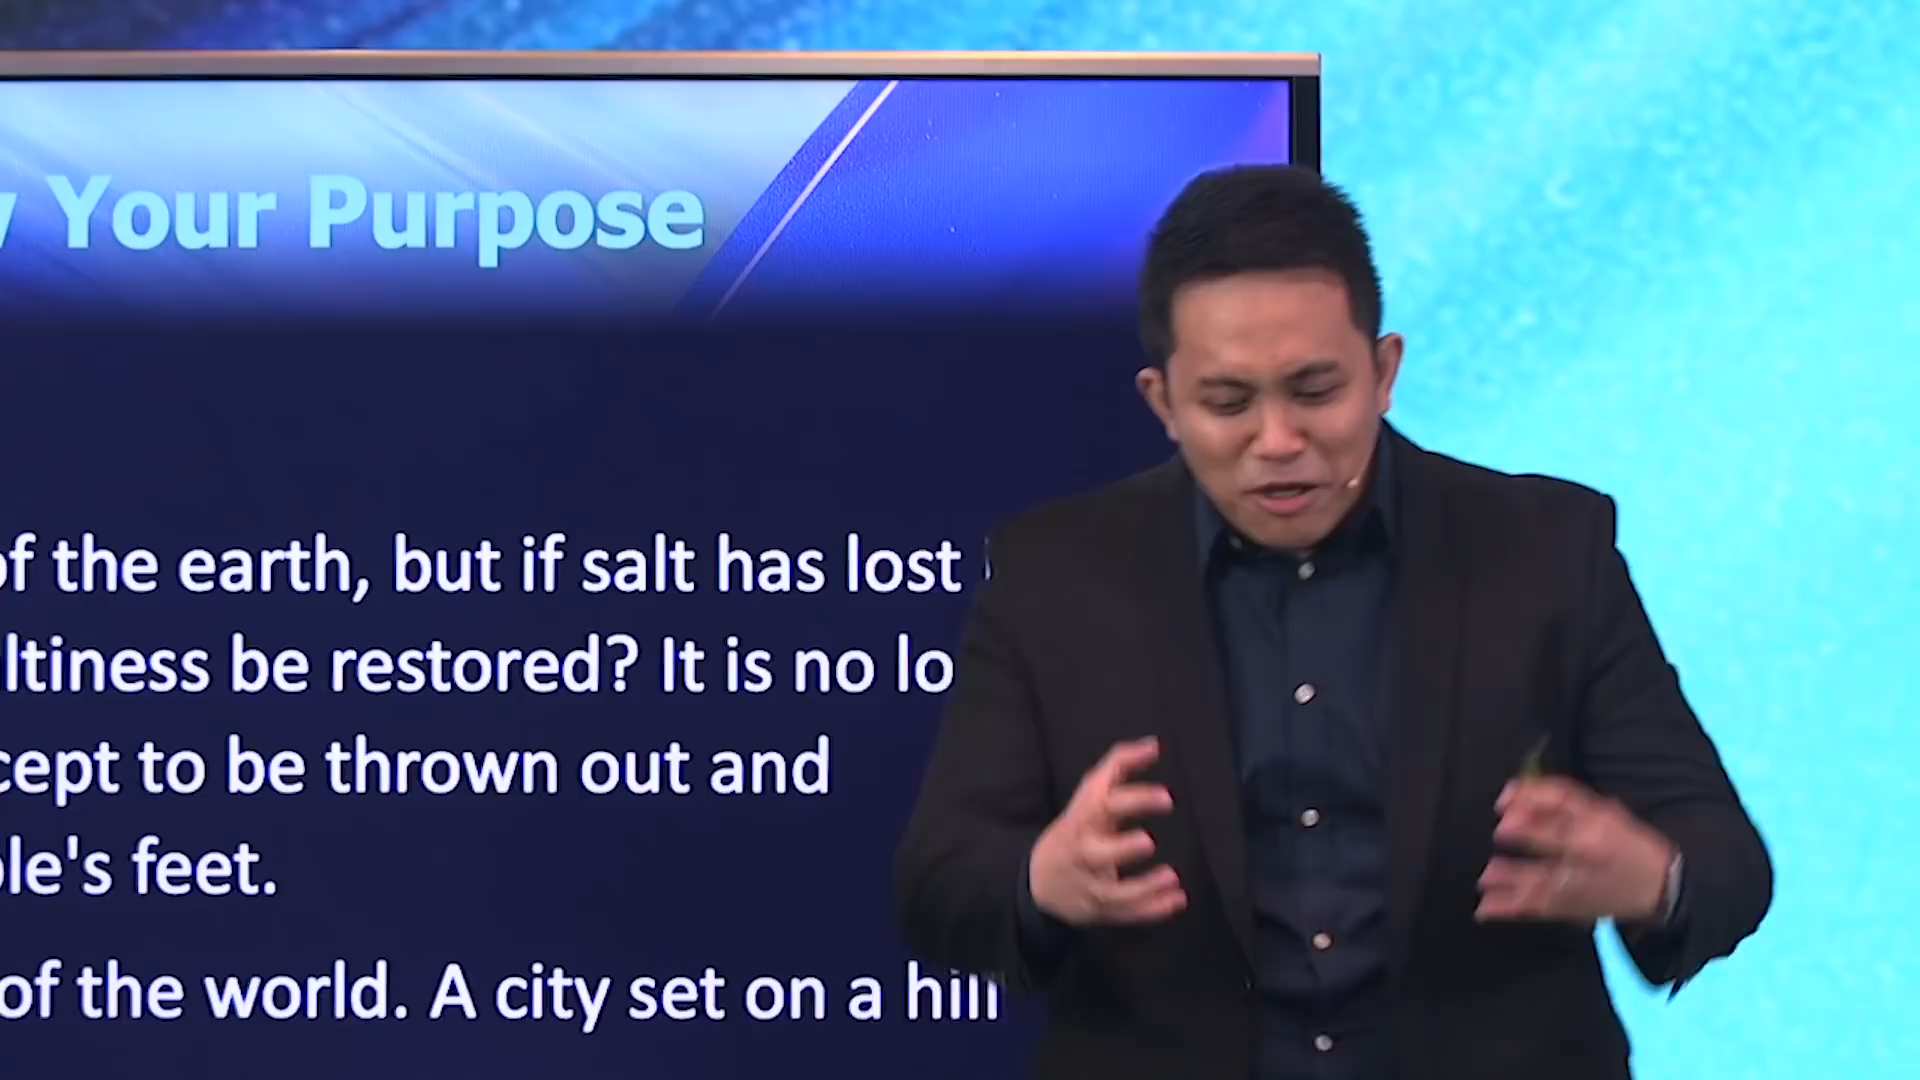 Your Purpose
of the earth, but if salt has lost
ltiness be restored? It is no lo
cept to be thrown out and
ple's feet.
of the world. A city set on a hill